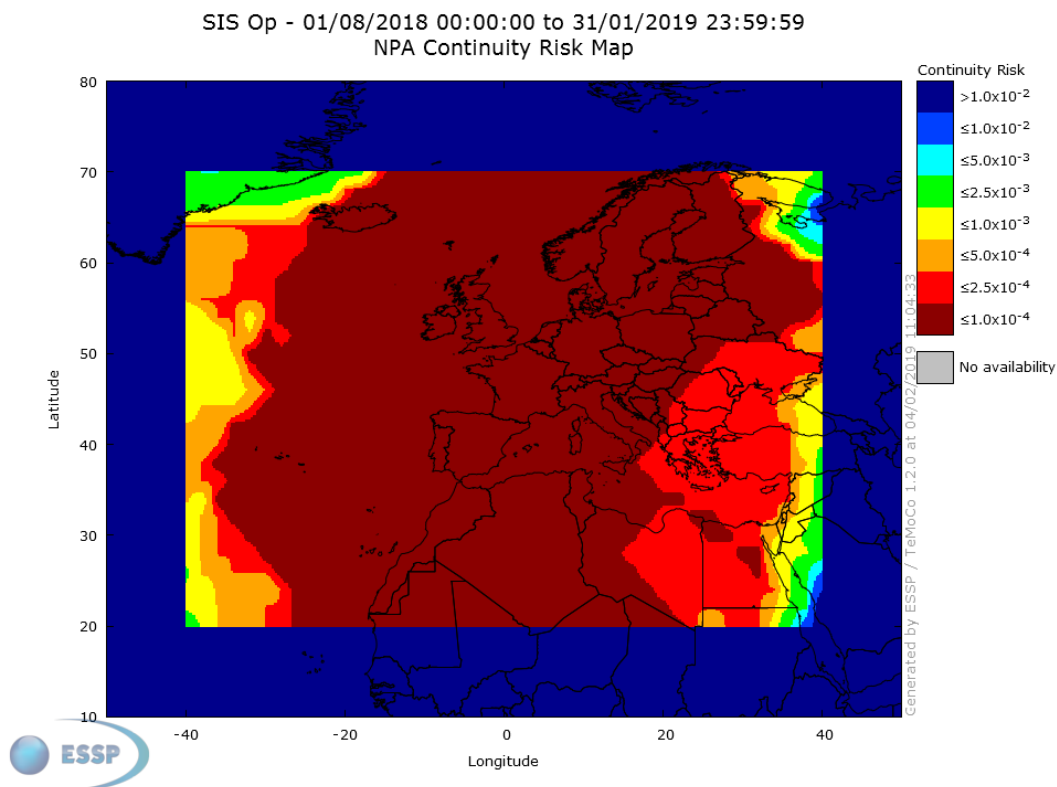 SIS Op - 01/08/2018 00:00:00 to 31/01/2019 23:59:59
NPA Continuity Risk Map
Continuity Risk
>1.0x10⁻²
≤1.0x10⁻²
≤5.0x10⁻³
≤2.5x10⁻³
≤1.0x10⁻³
≤5.0x10⁻⁴
≤2.5x10⁻⁴
≤1.0x10⁻⁴
No availability
Generated by ESSP / TeMoCo 1.2.0 at 04/02/2019 11:04:33
Latitude
80
70
60
50
40
30
20
10
-40
-20
0
20
40
Longitude
ESSP